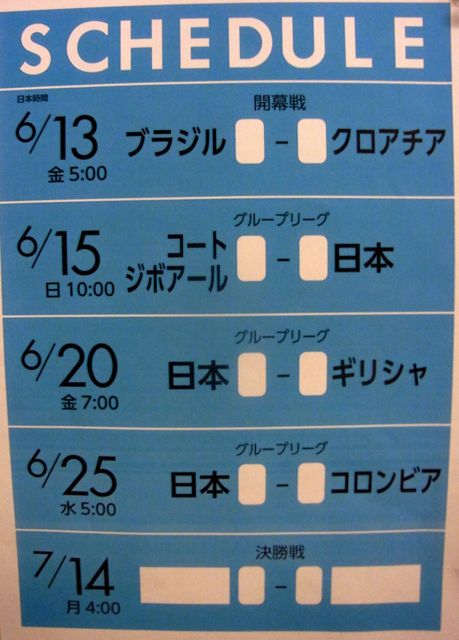 SCHEDULE
日本時間
開幕戦
6/13 ブラジル - クロアチア
金 5:00
グループリーグ
6/15 コート
ジボアール - 日本
日 10:00
グループリーグ
6/20 日本 - ギリシャ
金 7:00
グループリーグ
6/25 日本 - コロンビア
水 5:00
決勝戦
7/14 -
月 4:00